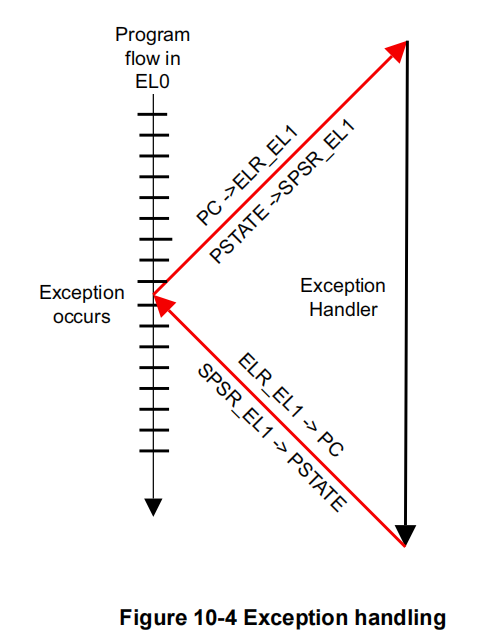 Program
flow in
EL0
PC ->ELR_EL1
PSTATE ->SPSR_EL1
Exception
occurs
Exception
Handler
ELR_EL1 -> PC
SPSR_EL1 -> PSTATE
Figure 10-4 Exception handling